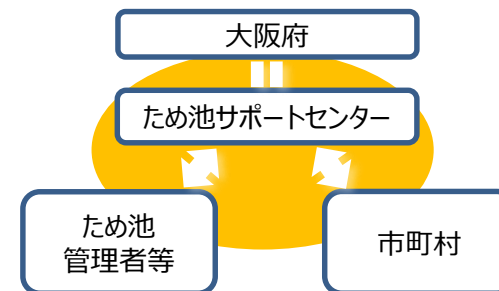 大阪府
ため池サポートセンター
ため池
管理者等
市町村